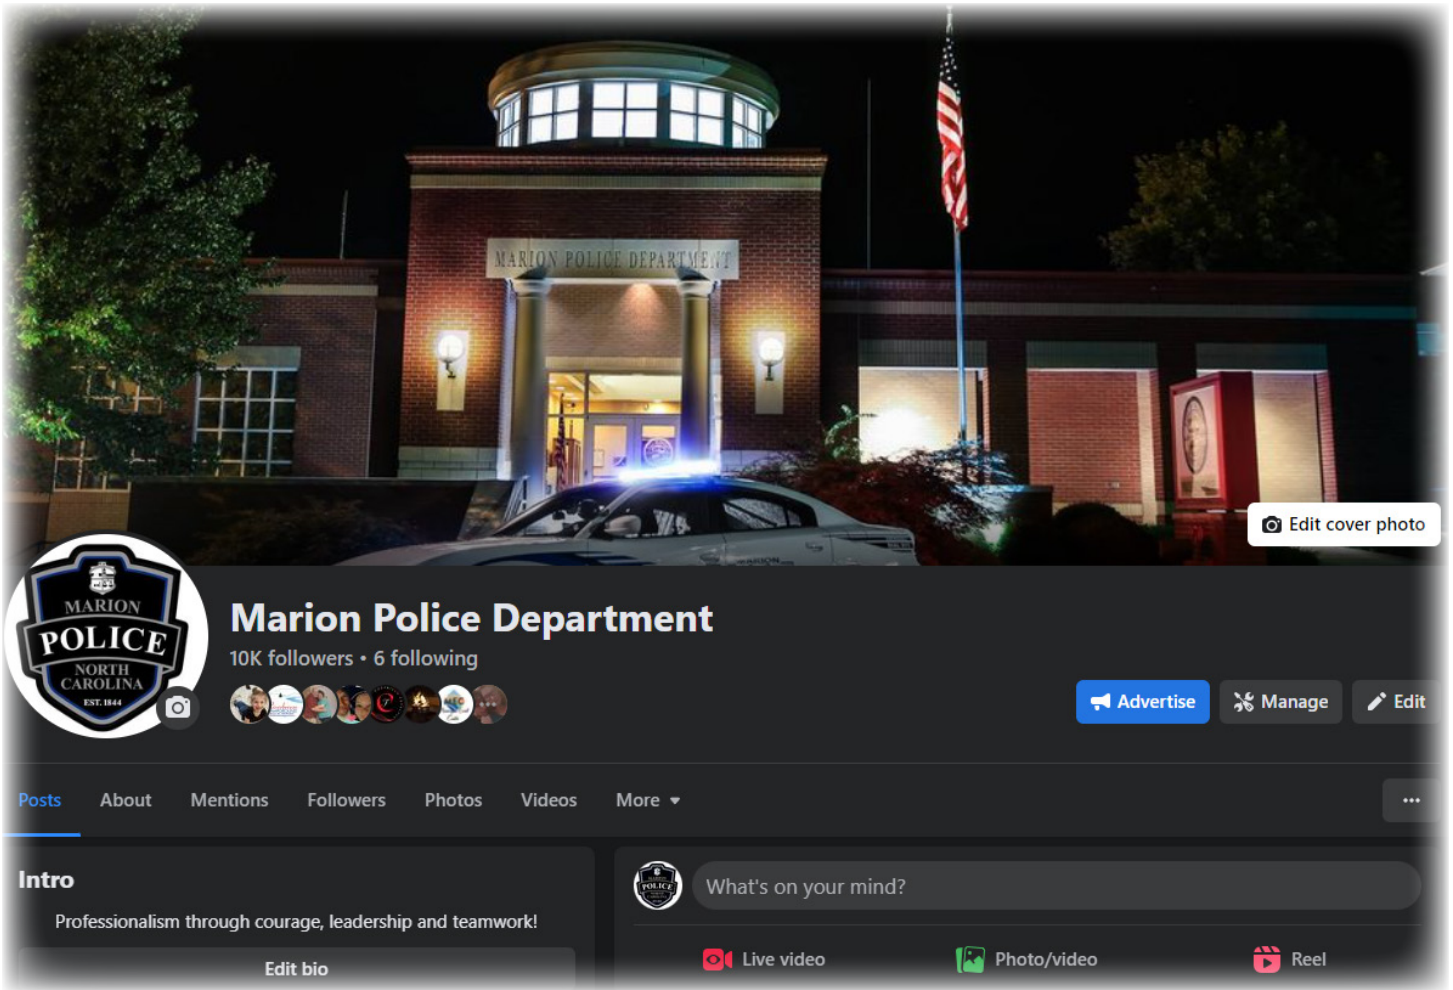 MARION POLICE DEPARTMENT
Edit cover photo
MARION
POLICE
NORTH
CAROLINA
EST. 1844
Marion Police Department
10K followers • 6 following
Advertise
Manage
Edit
Posts
About
Mentions
Followers
Photos
Videos
More
Intro
Professionalism through courage, leadership and teamwork!
Edit bio
POLICE
What's on your mind?
Live video
Photo/video
Reel